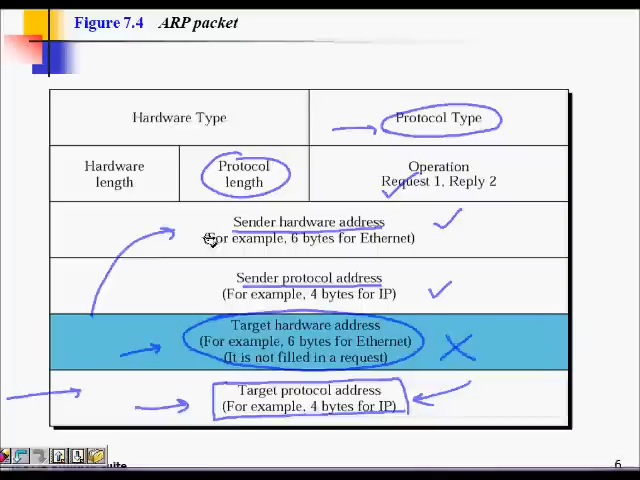 Figure 7.4 ARP packet
Hardware Type
Protocol Type
Hardware
length
Protocol
length
Operation
Request 1, Reply 2
Sender hardware address
(For example, 6 bytes for Ethernet)
Sender protocol address
(For example, 4 bytes for IP)
Target hardware address
(For example, 6 bytes for Ethernet)
(It is not filled in a request)
Target protocol address
(For example, 4 bytes for IP)
6